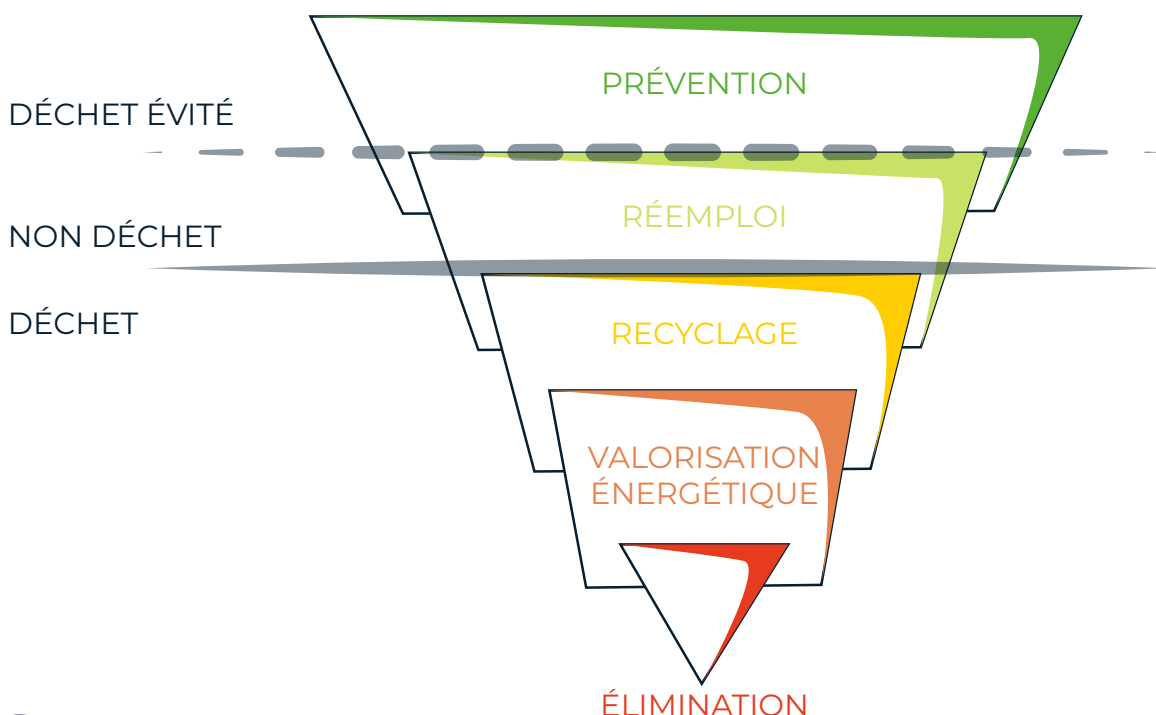 PRÉVENTION
DÉCHET ÉVITÉ
RÉEMPLOI
NON DÉCHET
DÉCHET
RECYCLAGE
VALORISATION
ÉNERGÉTIQUE
ÉLIMINATION